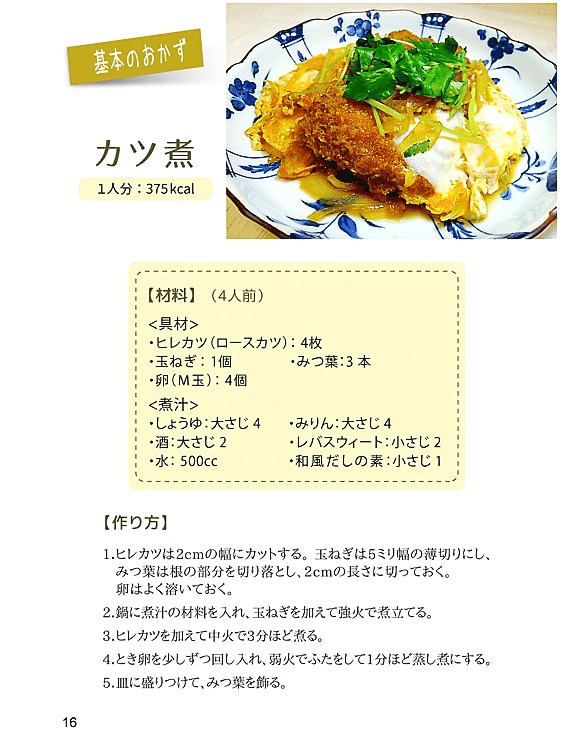 基本のおかず
カツ煮
1人分：375kcal
【材料】（4人前）
<具材>
・ヒレカツ（ロースカツ）：4枚
・玉ねぎ：1個　・みつ葉：3本
・卵（M玉）：4個
<煮汁>
・しょうゆ：大さじ4　・みりん：大さじ4
・酒：大さじ2　・レバスウィート：小さじ2
・水：500cc　・和風だしの素：小さじ1
【作り方】
1.ヒレカツは2cmの幅にカットする。玉ねぎは5ミリ幅の薄切りにし、
みつ葉は根の部分を切り落とし、2cmの長さに切っておく。
卵はよく溶いておく。
2.鍋に煮汁の材料を入れ、玉ねぎを加えて強火で煮立てる。
3.ヒレカツを加えて中火で3分ほど煮る。
4.とき卵を少しずつ回し入れ、弱火でふたをして1分ほど蒸し煮にする。
5.皿に盛りつけて、みつ葉を飾る。
16